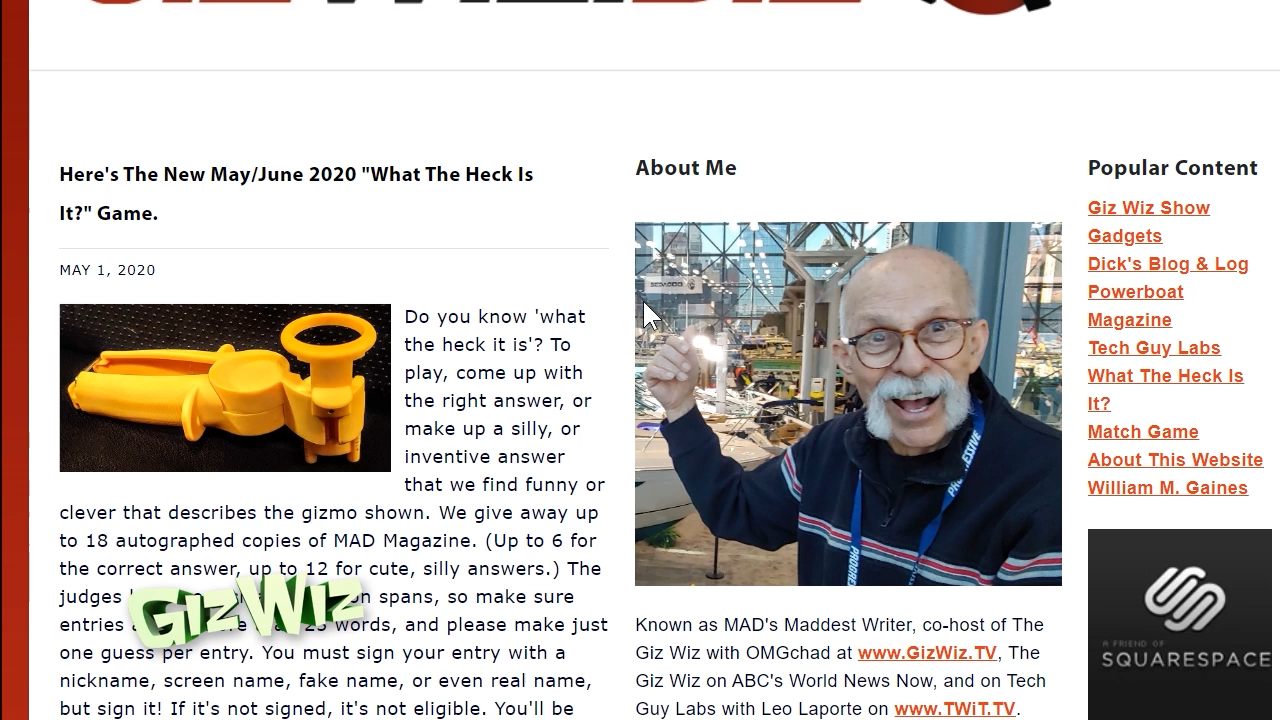 Here's The New May/June 2020 "What The Heck Is
It?" Game.
MAY 1, 2020
Do you know 'what
the heck it is'? To
play, come up with
the right answer, or
make up a silly, or
inventive answer
that we find funny or
clever that describes the gizmo shown. We give away up
to 18 autographed copies of MAD Magazine. (Up to 6 for
the correct answer, up to 12 for cute, silly answers.) The
judges spans, so make sure
entries words, and please make just
one guess per entry. You must sign your entry with a
nickname, screen name, fake name, or even real name,
but sign it! If it's not signed, it's not eligible. You'll be
GizWiz
About Me
Known as MAD's Maddest Writer, co-host of The
Giz Wiz with OMGchad at www.GizWiz.TV, The
Giz Wiz on ABC's World News Now, and on Tech
Guy Labs with Leo Laporte on www.TWiT.TV.
Popular Content
Giz Wiz Show
Gadgets
Dick's Blog & Log
Powerboat
Magazine
Tech Guy Labs
What The Heck Is
It?
Match Game
About This Website
William M. Gaines
A FRIEND OF
SQUARESPACE